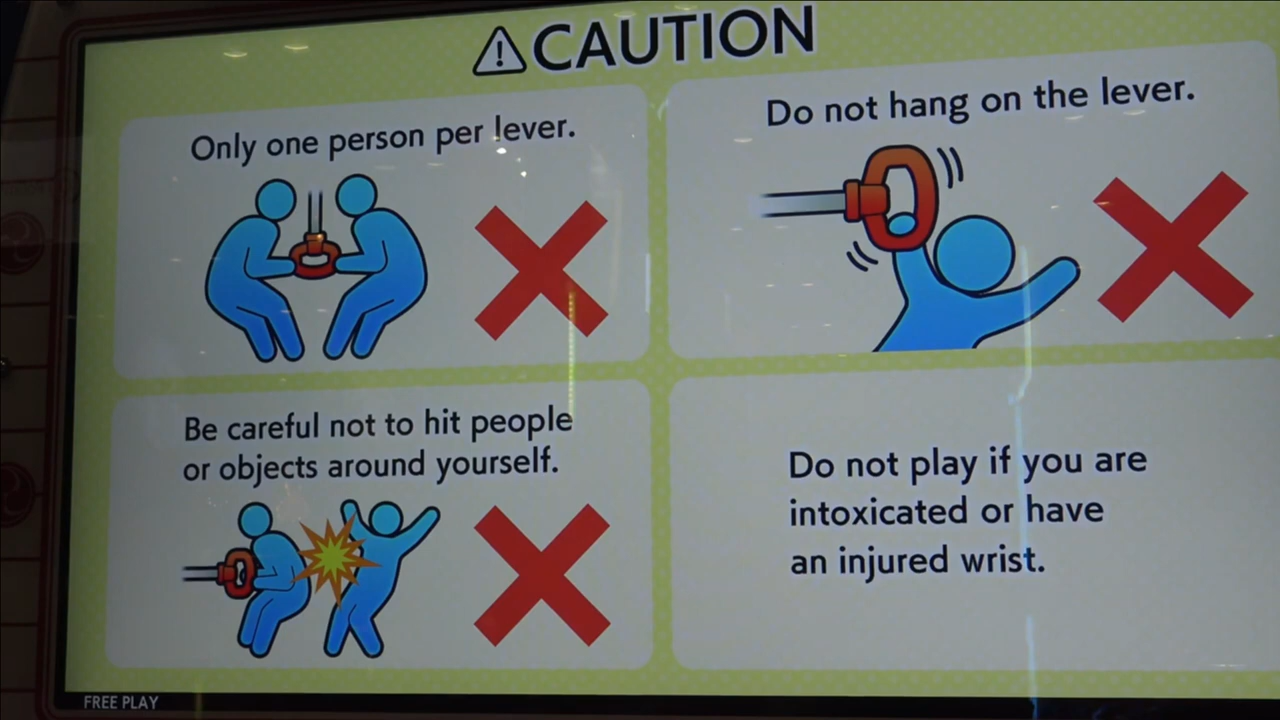 CAUTION
Only one person per lever.
Do not hang on the lever.
Be careful not to hit people
or objects around yourself.
Do not play if you are
intoxicated or have
an injured wrist.
FREE PLAY